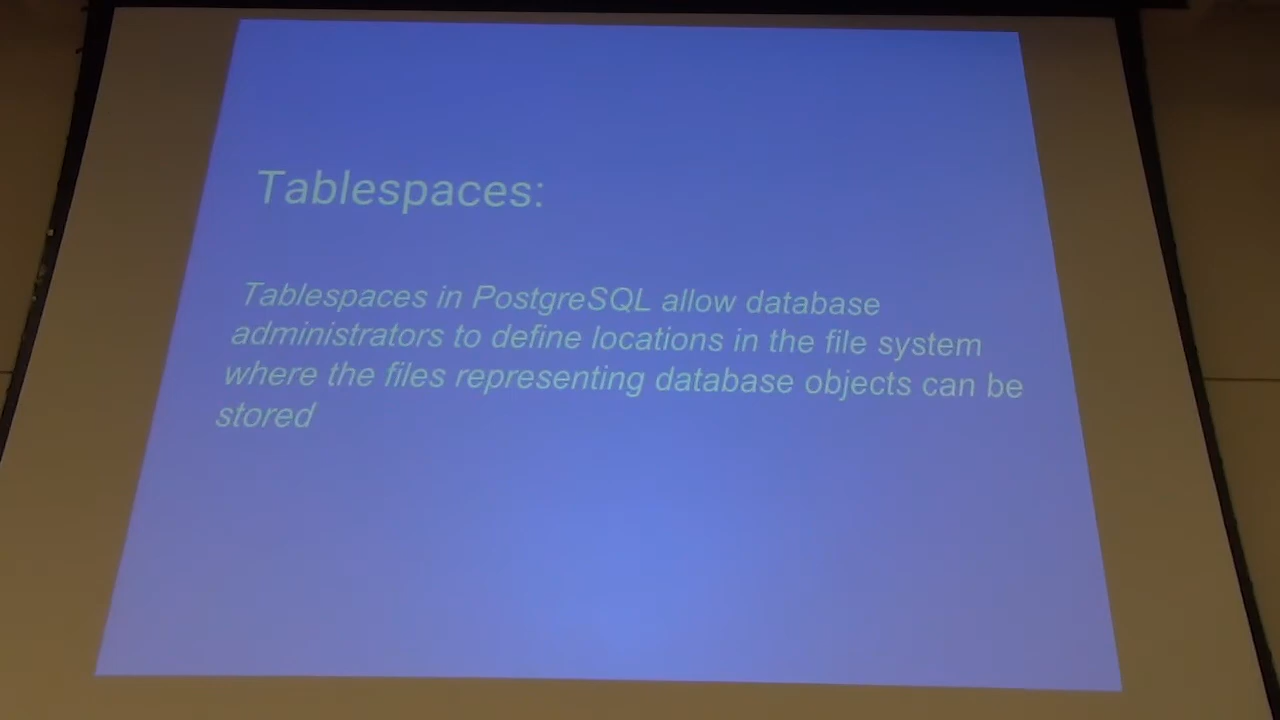 Tablespaces:
Tablespaces in PostgreSQL allow database
administrators to define locations in the file system
where the files representing database objects can be
stored